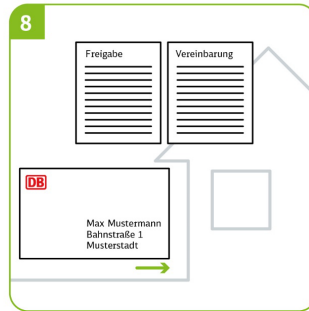 8
Freigabe
Vereinbarung
DB
Max Mustermann
Bahnstraße 1
Musterstadt